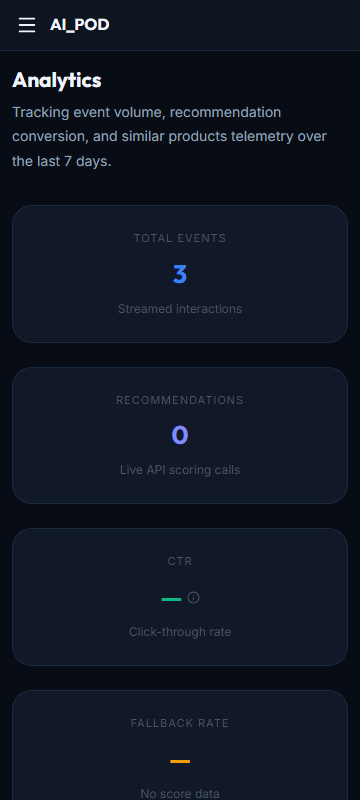 AI_POD
Analytics
Tracking event volume, recommendation
conversion, and similar products telemetry over
the last 7 days.
TOTAL EVENTS
3
Streamed interactions
RECOMMENDATIONS
0
Live API scoring calls
CTR
—
Click-through rate
FALLBACK RATE
—
No score data